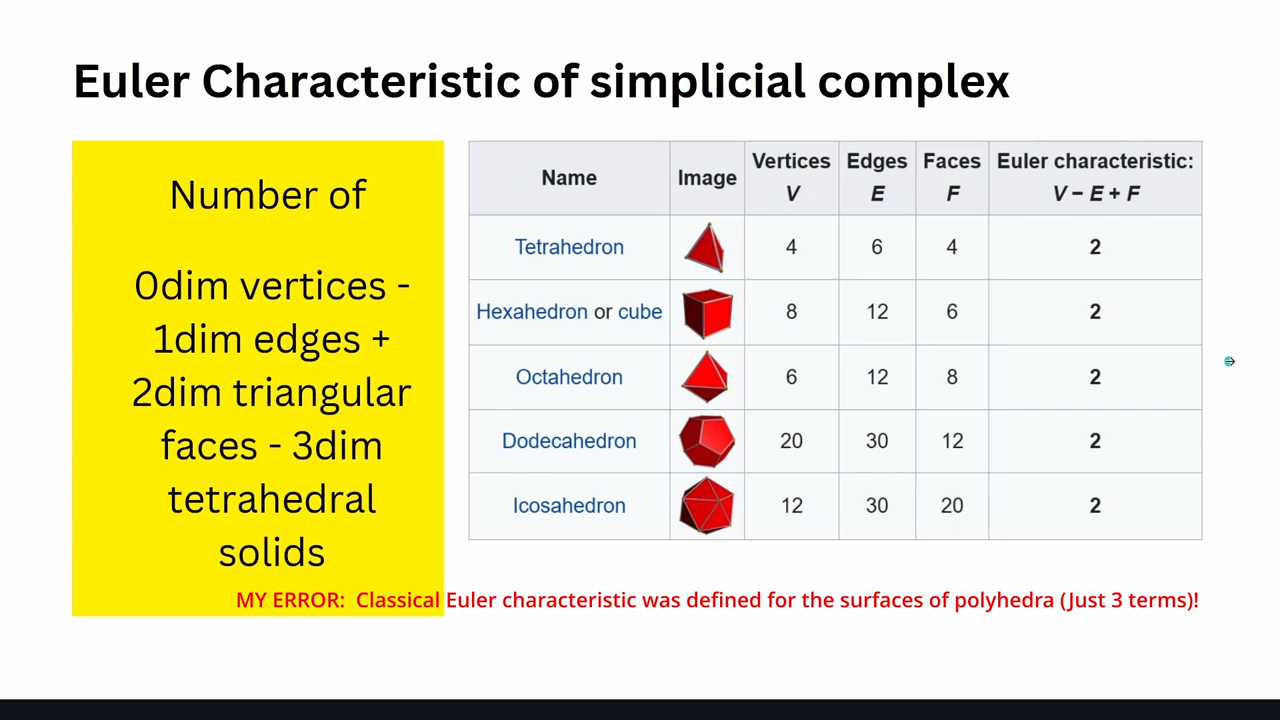 Euler Characteristic of simplicial complex
Number of
0dim vertices -
1dim edges +
2dim triangular
faces - 3dim
tetrahedral
solids
Name Image Vertices V Edges E Faces F Euler characteristic: V − E + F
Tetrahedron 4 6 4 2
Hexahedron or cube 8 12 6 2
Octahedron 6 12 8 2
Dodecahedron 20 30 12 2
Icosahedron 12 30 20 2
MY ERROR: Classical Euler characteristic was defined for the surfaces of polyhedra (Just 3 terms)!